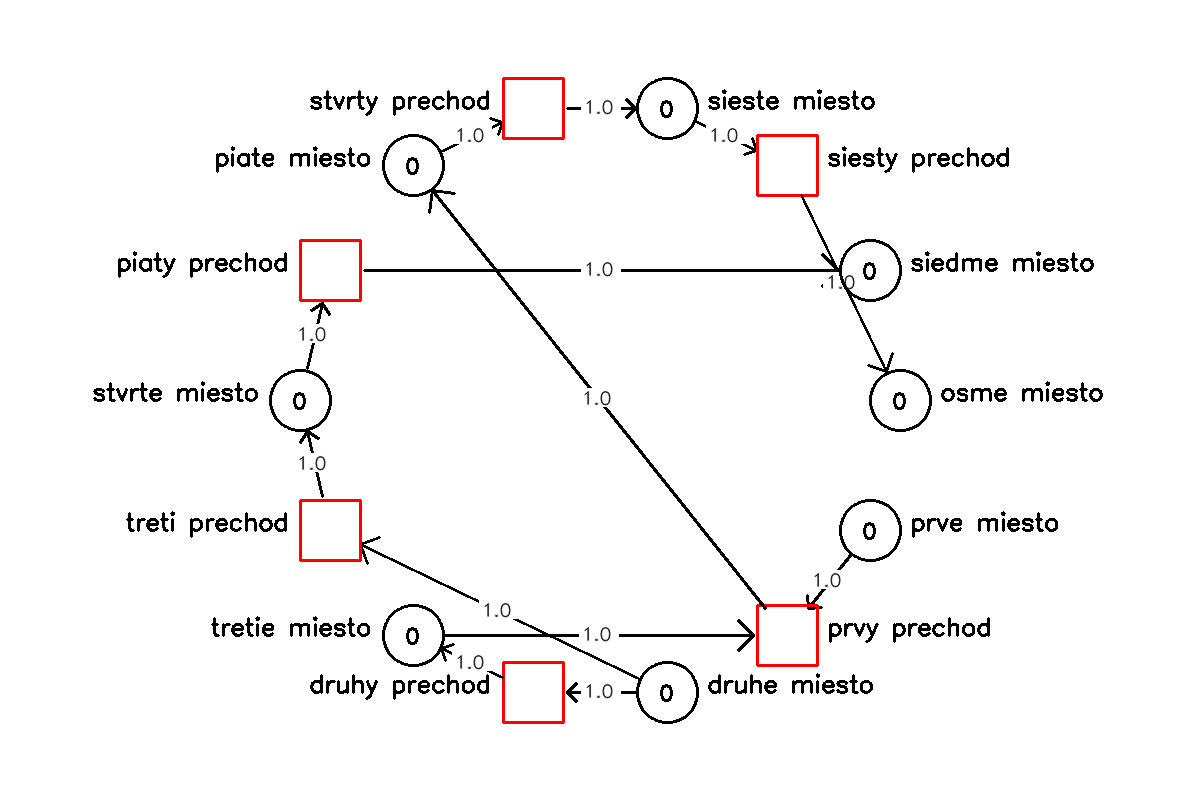 stvrty prechod 1.0 0 sieste miesto
1.0 1.0
piate miesto 0 siesty prechod
piaty prechod 1.0 0 siedme miesto
1.0
1.0
stvrte miesto 0 1.0 0 osme miesto
1.0
treti prechod 0 prve miesto
1.0
1.0
tretie miesto 0 1.0 prvy prechod
1.0
druhy prechod 1.0 0 druhe miesto